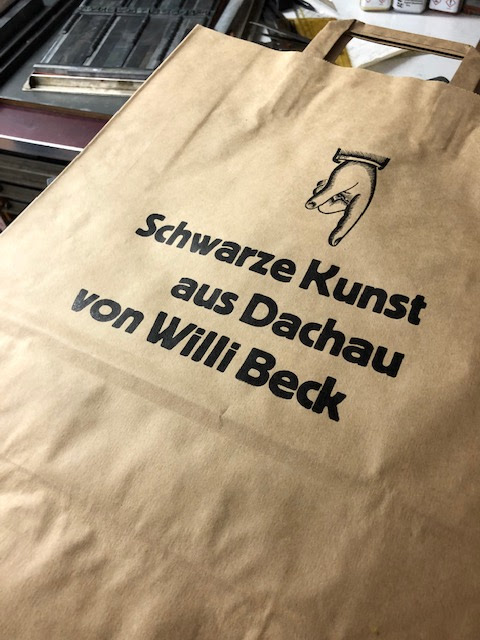 Schwarze Kunst
aus Dachau
von Willi Beck